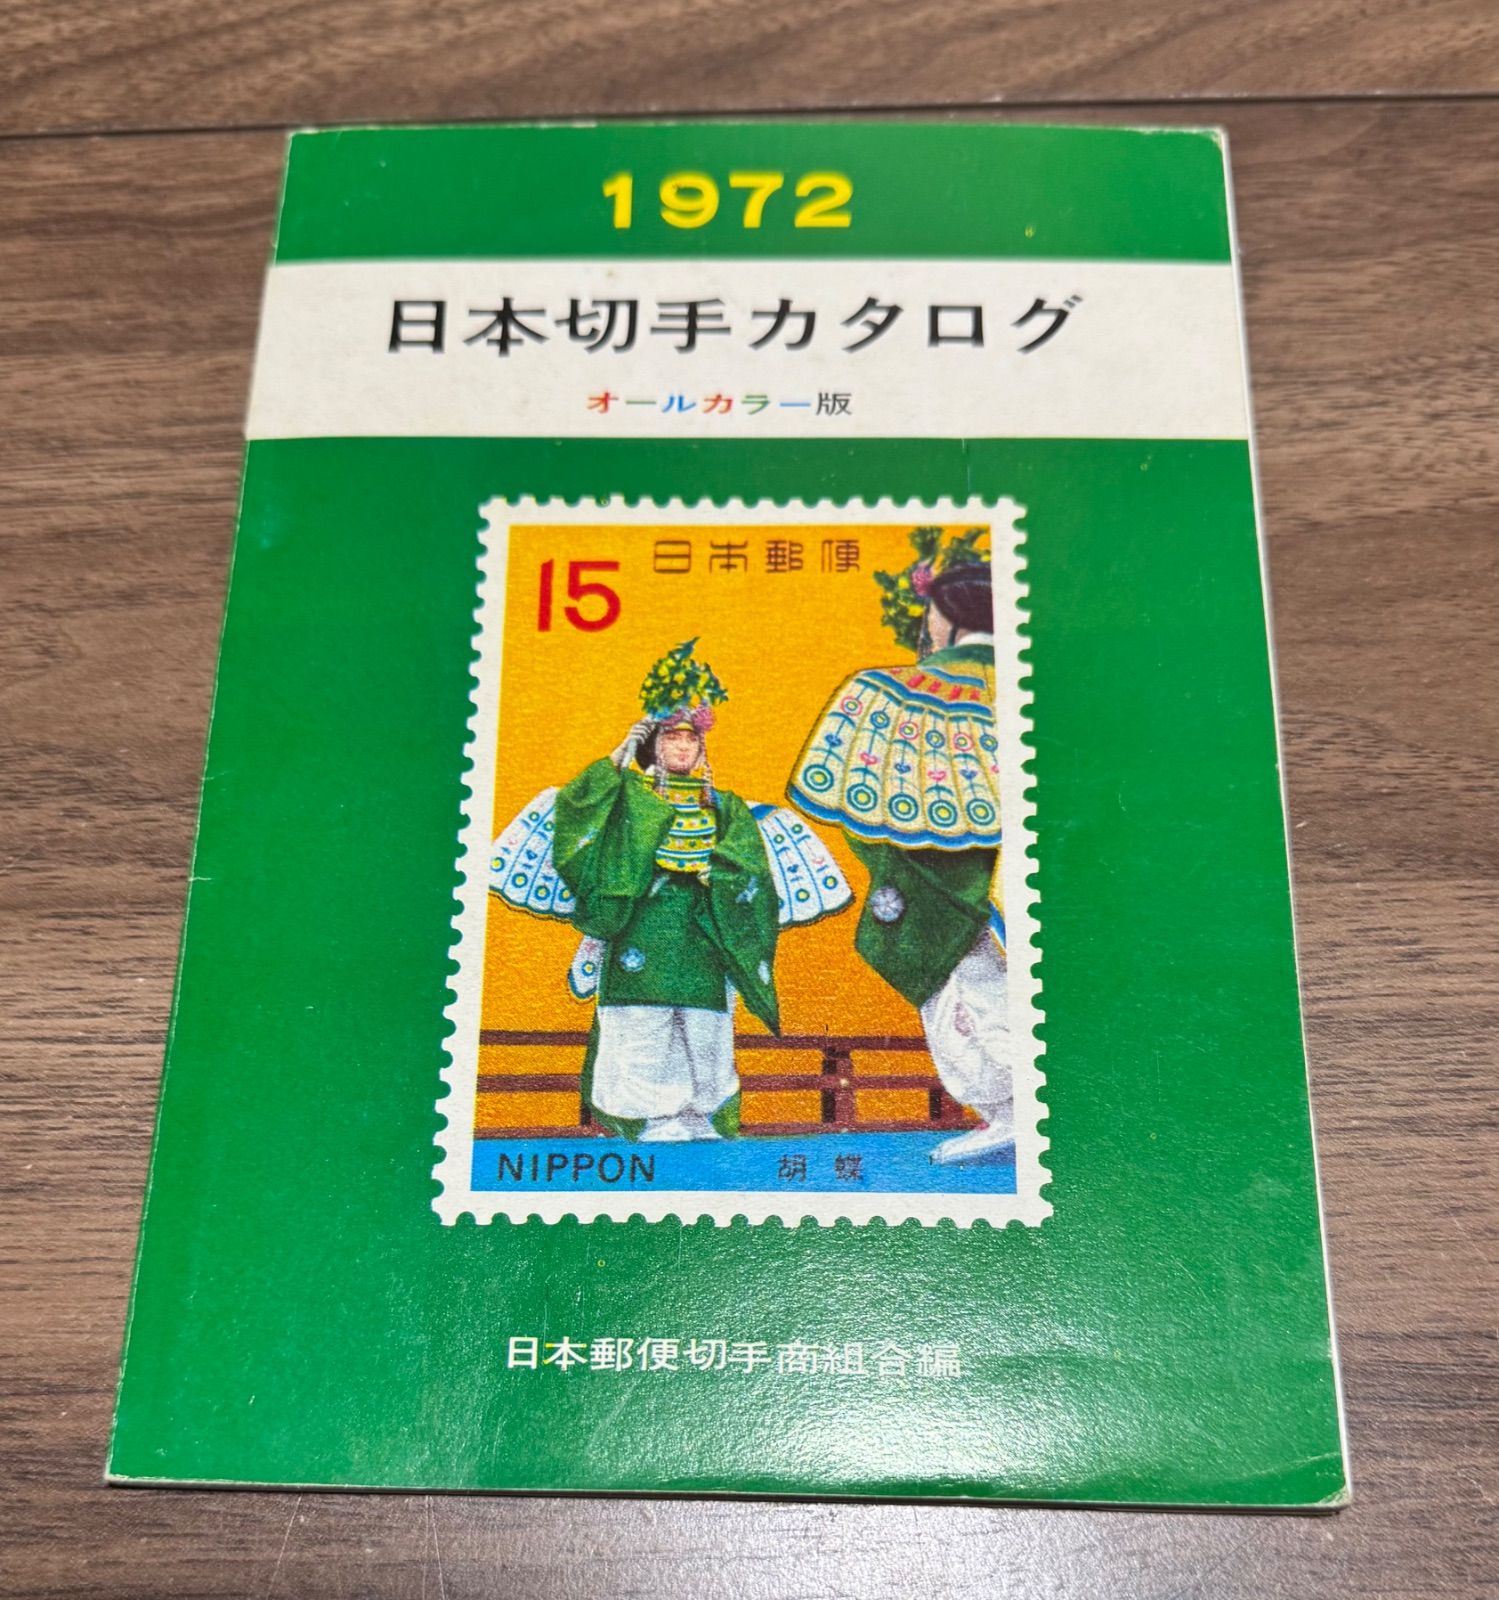 1972
日本切手カタログ
オールカラー版
15 日本郵便
NIPPON 胡蝶
日本郵便切手商組合編